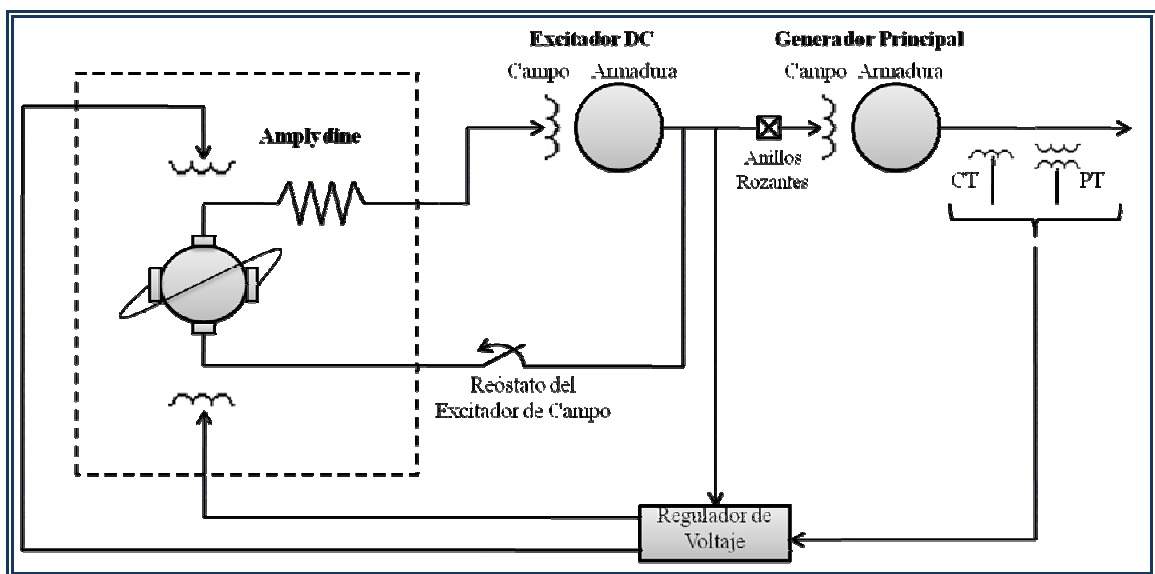 Excitador DC
Generador Principal
Campo
Armadura
Campo
Armadura
Amplydine
Anillos
Rozantes
CT
PT
Reóstato del
Excitador de Campo
Regulador de
Voltaje